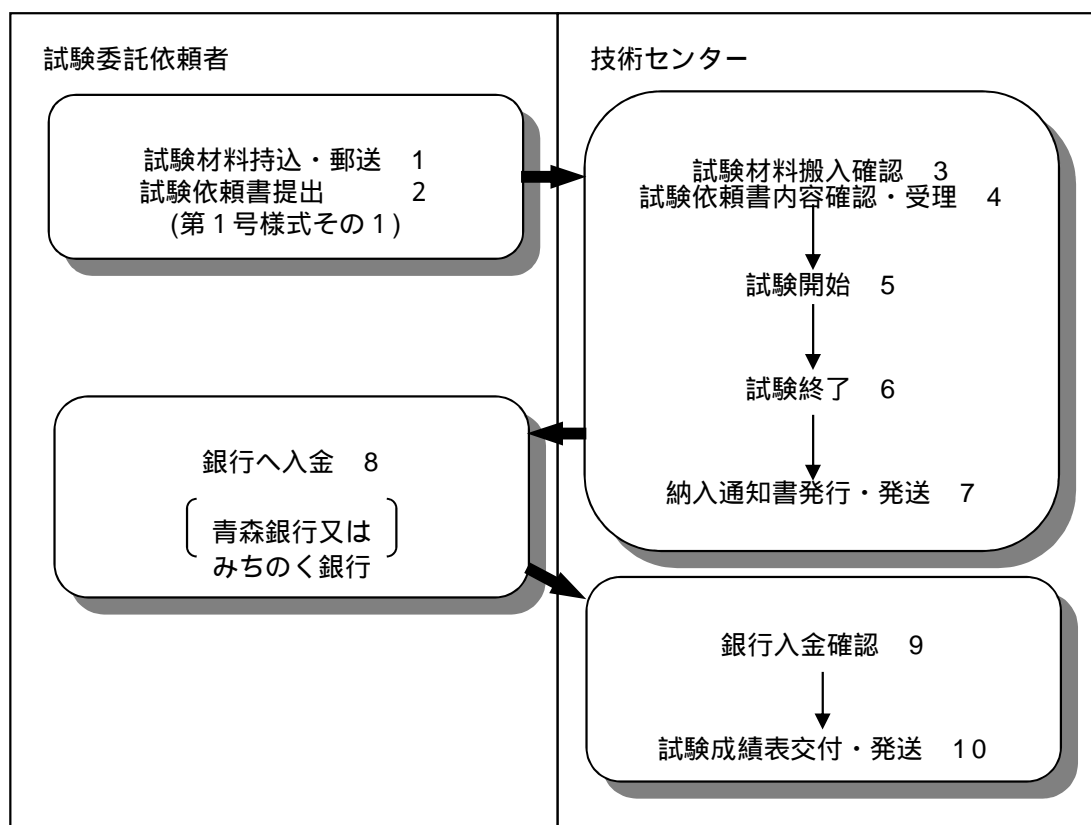 試験委託依頼者
試験材料持込・郵送　1
試験依頼書提出　2
(第1号様式その1)
技術センター
試験材料搬入確認　3
試験依頼書内容確認・受理　4
試験開始　5
試験終了　6
納入通知書発行・発送　7
銀行へ入金　8
青森銀行又は
みちのく銀行
銀行入金確認　9
試験成績表交付・発送　10